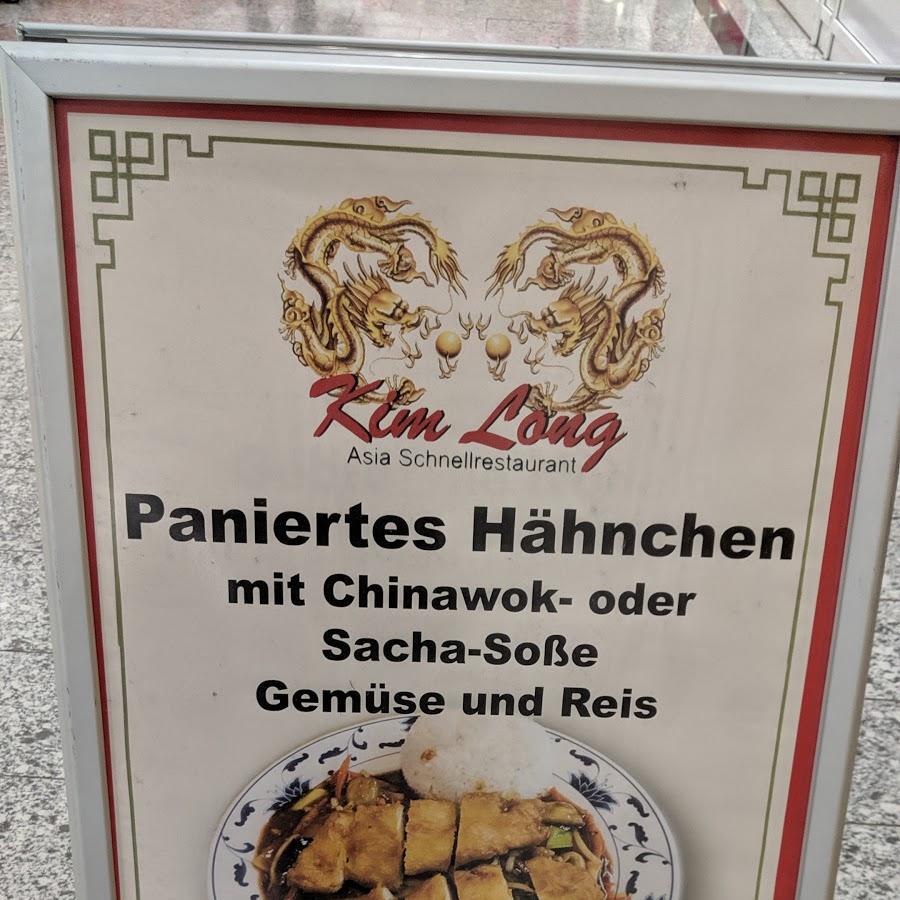 Kim Long
Asia Schnellrestaurant
Paniertes Hähnchen
mit Chinawok- oder
Sacha-Soße
Gemüse und Reis